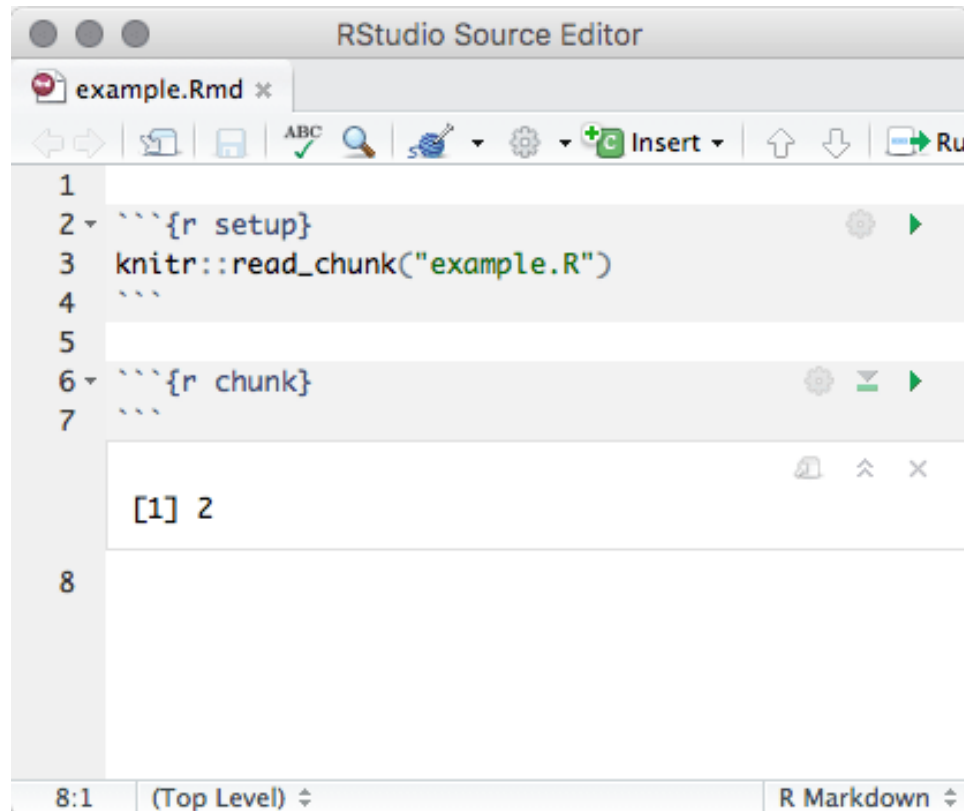 RStudio Source Editor
example.Rmd
ABC Insert Ru
1
2 ```{r setup}
3 knitr::read_chunk("example.R")
4 ```
5
6 ```{r chunk}
7 ```
[1] 2
8
8:1 (Top Level) R Markdown